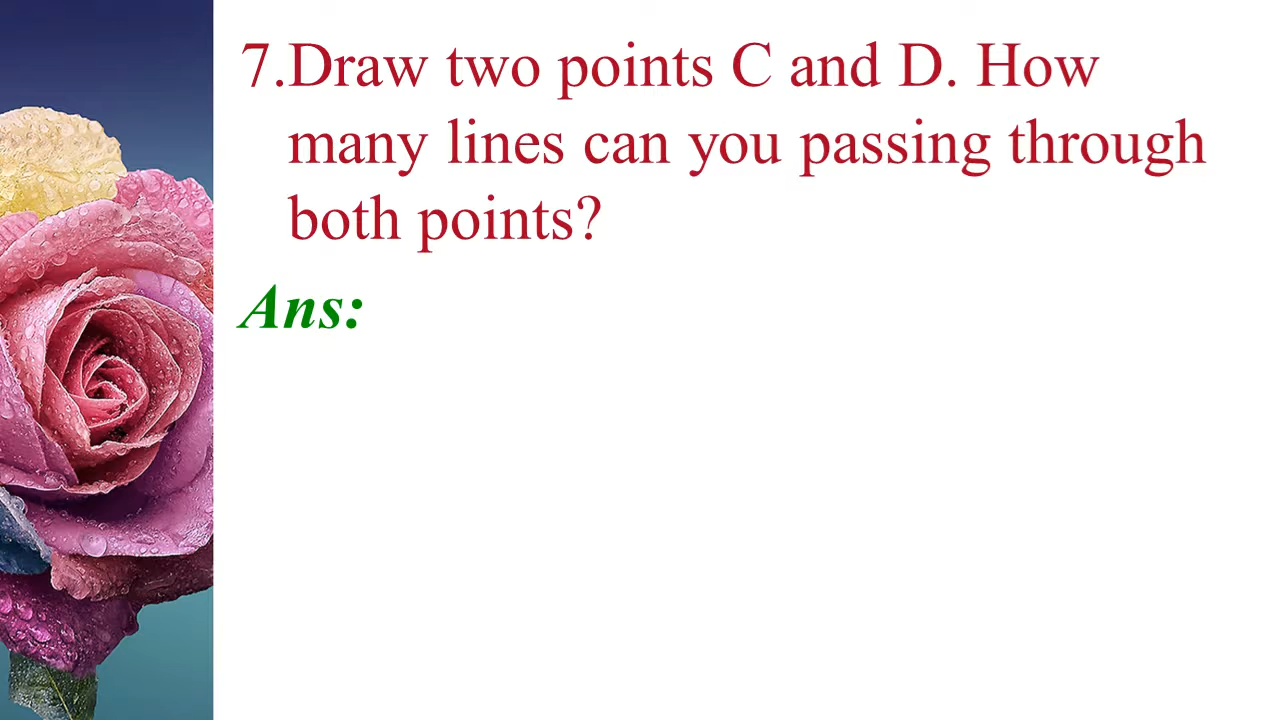 7.Draw two points C and D. How
many lines can you passing through
both points?
Ans: